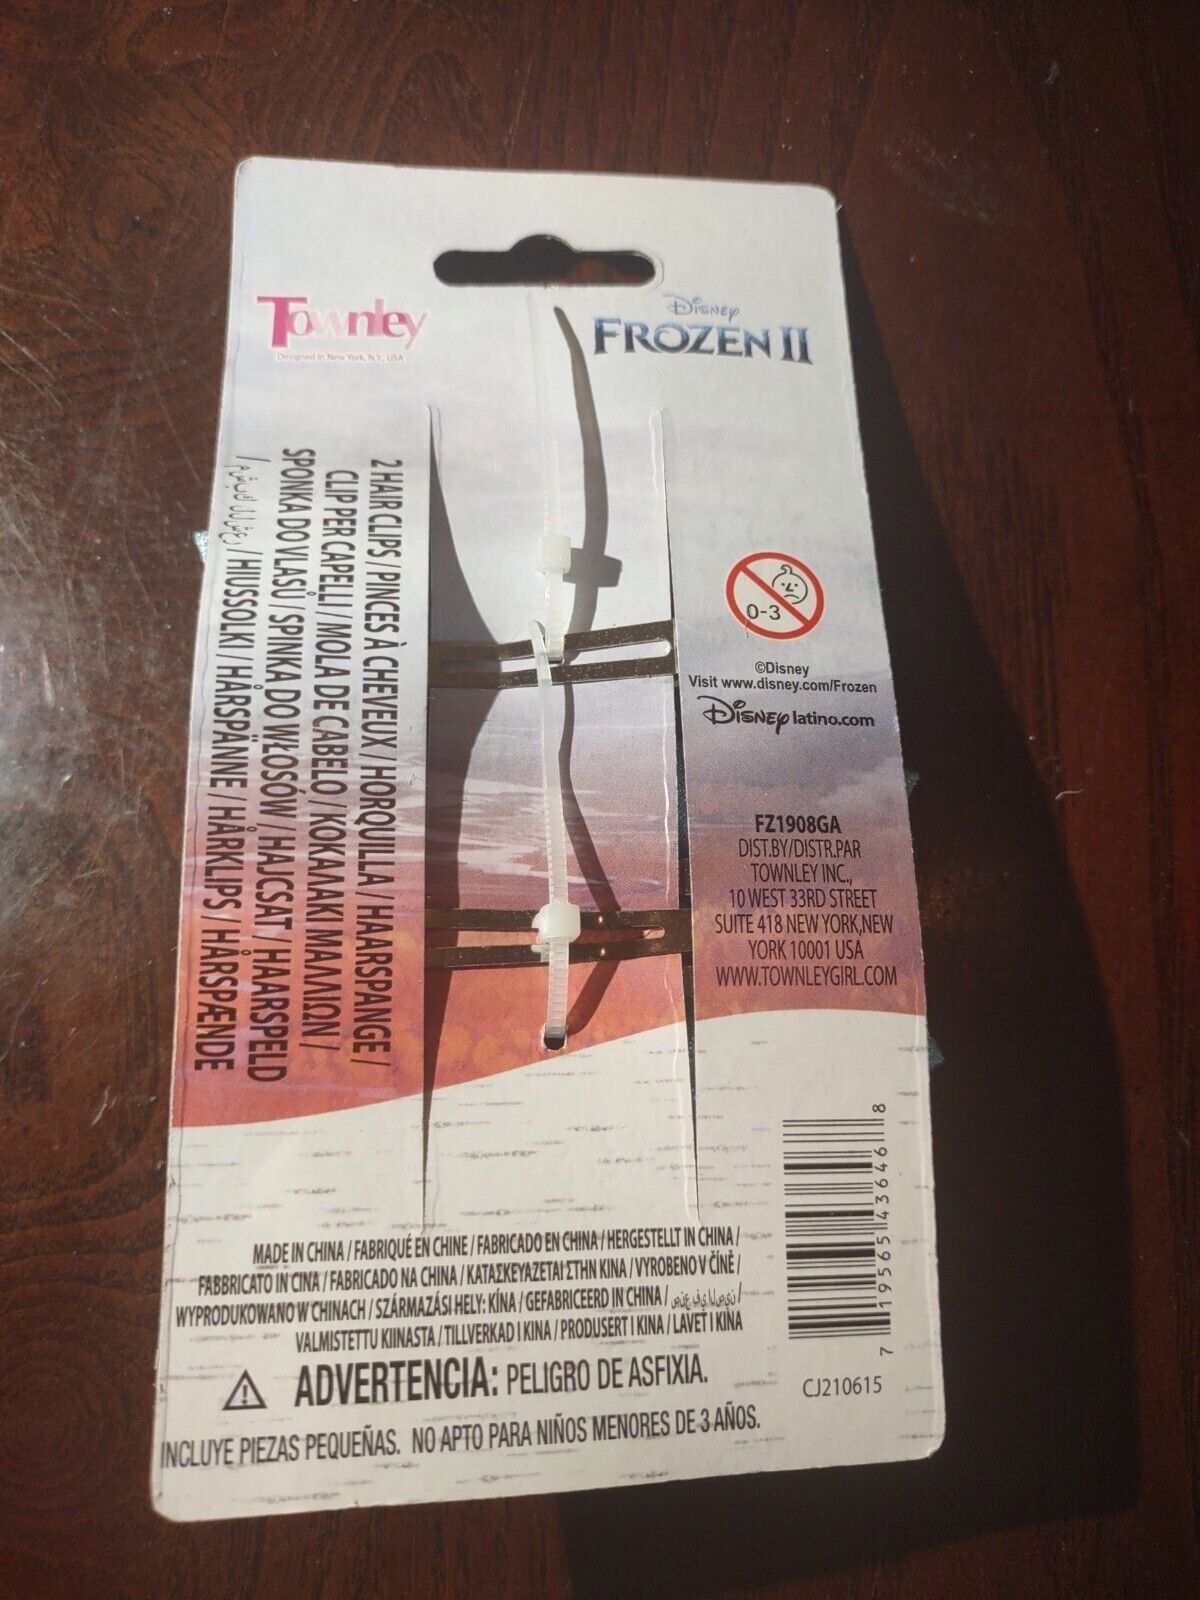 Townley
Designed in New York, N.Y., USA
Disney
FROZEN II
2 HAIR CLIPS / PINCES À CHEVEUX / HORQUILLA / HAARSPANGE /
CLIP PER CAPELLI / MOLA DE CABELO / ΚΟΚΑΛΑΚΙ ΜΑΛΛΙΩΝ /
SPONKA DO VLASŮ / SPINKA DO WŁOSÓW / HAJCSAT / HAARSPELD
/ HIUSSOLKI / HÅRSPÄNNE / HÅRKLIPS / HÅRSPÆNDE
0-3
©Disney
Visit www.disney.com/Frozen
Disney latino.com
FZ1908GA
DIST.BY/DISTR.PAR
TOWNLEY INC.,
10 WEST 33RD STREET
SUITE 418 NEW YORK,NEW
YORK 10001 USA
WWW.TOWNLEYGIRL.COM
MADE IN CHINA / FABRIQUÉ EN CHINE / FABRICADO EN CHINA / HERGESTELLT IN CHINA /
FABBRICATO IN CINA / FABRICADO NA CHINA / ΚΑΤΑΣΚΕΥΑΖΕΤΑΙ ΣΤΗΝ ΚΙΝΑ / VYROBENO V ČÍNĚ /
WYPRODUKOWANO W CHINACH / SZÁRMAZÁSI HELY: KÍNA / GEFABRICEERD IN CHINA / /
VALMISTETTU KIINASTA / TILLVERKAD I KINA / PRODUSERT I KINA / LAVET I KINA
ADVERTENCIA: PELIGRO DE ASFIXIA.
INCLUYE PIEZAS PEQUEÑAS. NO APTO PARA NIÑOS MENORES DE 3 AÑOS.
7 19565 43646 8
CJ210615